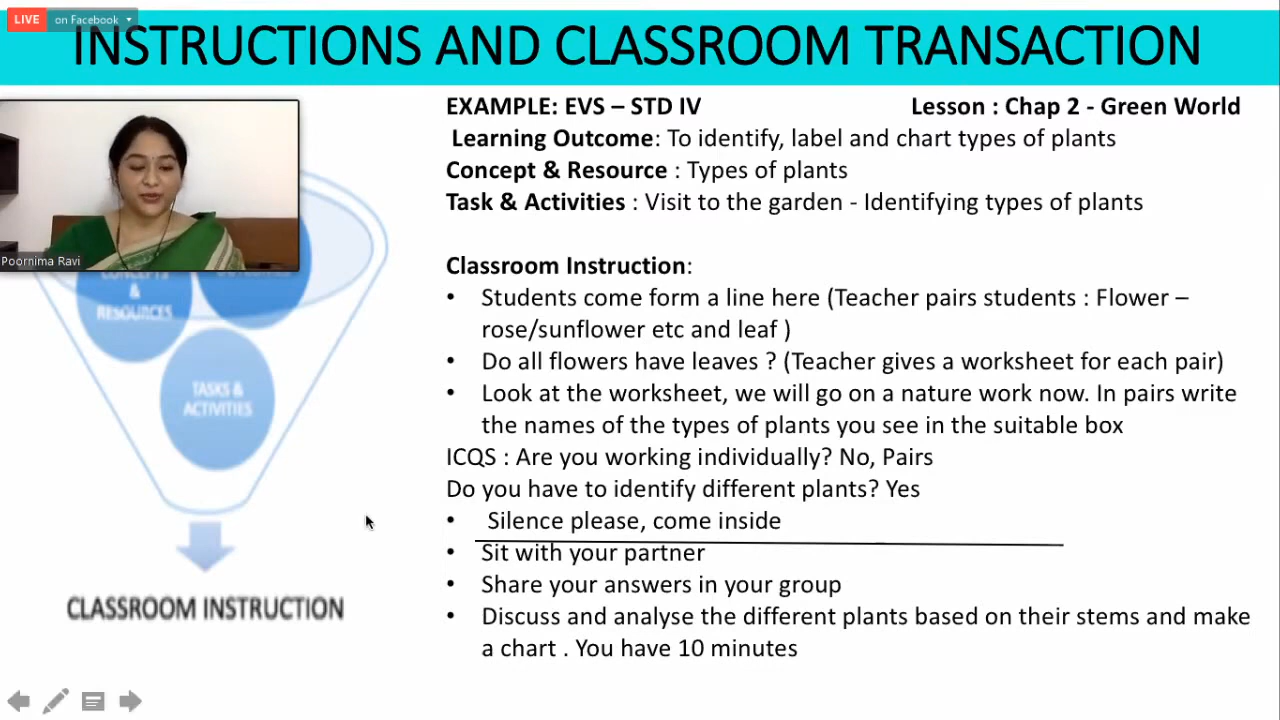 LIVE on Facebook
INSTRUCTIONS AND CLASSROOM TRANSACTION
Poornima Ravi
CONCEPTS
&
RESOURCES
TASKS &
ACTIVITIES
CLASSROOM INSTRUCTION
EXAMPLE: EVS – STD IV Lesson : Chap 2 - Green World
Learning Outcome: To identify, label and chart types of plants
Concept & Resource : Types of plants
Task & Activities : Visit to the garden - Identifying types of plants
Classroom Instruction:
• Students come form a line here (Teacher pairs students : Flower –
rose/sunflower etc and leaf )
• Do all flowers have leaves ? (Teacher gives a worksheet for each pair)
• Look at the worksheet, we will go on a nature work now. In pairs write
the names of the types of plants you see in the suitable box
ICQS : Are you working individually? No, Pairs
Do you have to identify different plants? Yes
• Silence please, come inside
• Sit with your partner
• Share your answers in your group
• Discuss and analyse the different plants based on their stems and make
a chart . You have 10 minutes